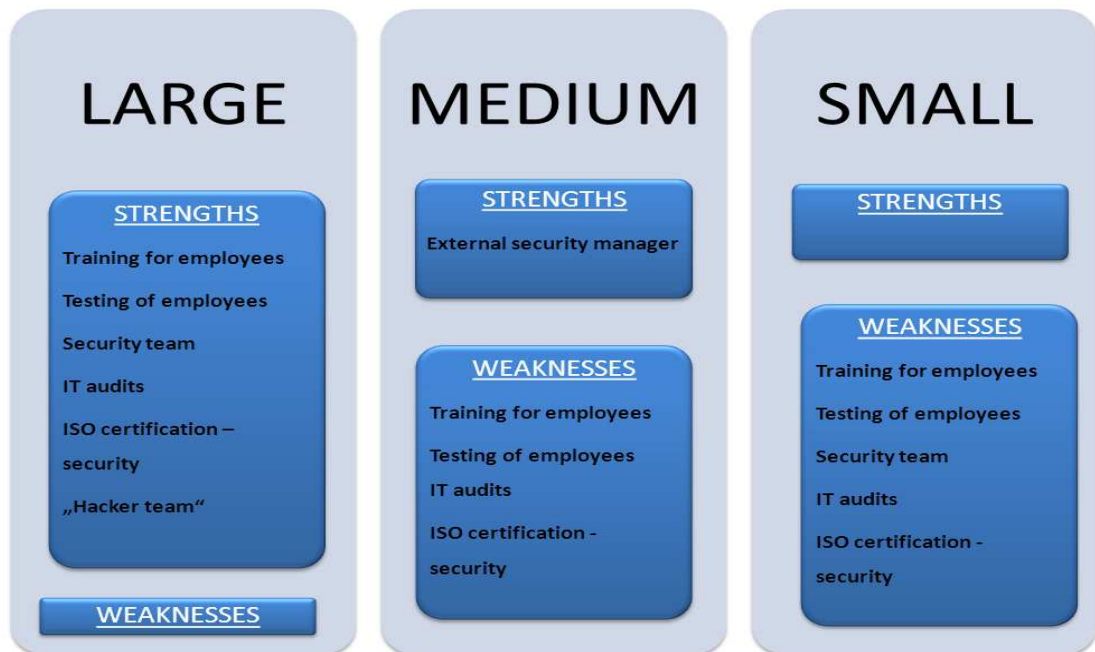 LARGE
STRENGTHS
Training for employees
Testing of employees
Security team
IT audits
ISO certification –
security
„Hacker team“
WEAKNESSES
MEDIUM
STRENGTHS
External security manager
WEAKNESSES
Training for employees
Testing of employees
IT audits
ISO certification -
security
SMALL
STRENGTHS
WEAKNESSES
Training for employees
Testing of employees
Security team
IT audits
ISO certification -
security